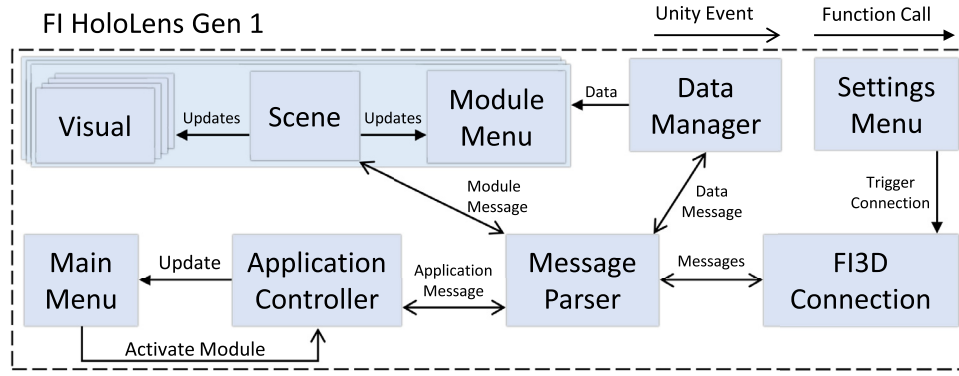 FI HoloLens Gen 1
Unity Event
Function Call
Visual
Updates
Scene
Updates
Module
Menu
Data
Data
Manager
Settings
Menu
Module
Message
Data
Message
Trigger
Connection
Main
Menu
Update
Application
Controller
Application
Message
Message
Parser
Messages
FI3D
Connection
Activate Module